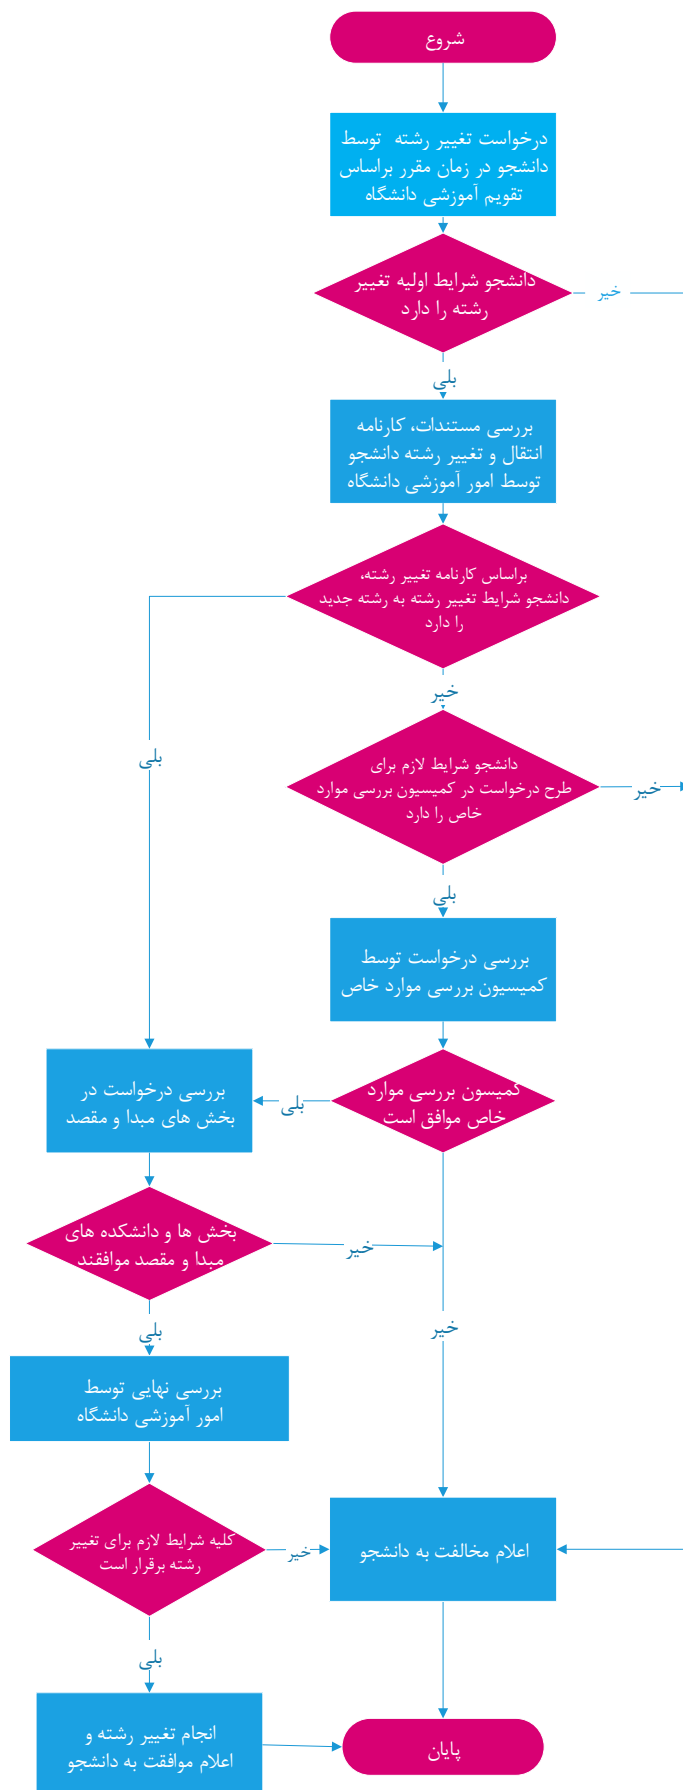 شروع
درخواست تغییر رشته توسط
دانشجو در زمان مقرر براساس
تقویم آموزشی دانشگاه
دانشجو شرایط اولیه تغییر
رشته را دارد
خیر
بلی
بررسی مستندات، کارنامه
انتقال و تغییر رشته دانشجو
توسط امور آموزشی دانشگاه
براساس کارنامه تغییر رشته،
دانشجو شرایط تغییر رشته به رشته جدید
را دارد
خیر
بلی
دانشجو شرایط لازم برای
طرح درخواست در کمیسیون بررسی موارد
خاص را دارد
خیر
بلی
بررسی درخواست توسط
کمیسیون بررسی موارد خاص
کمیسون بررسی موارد
خاص موافق است
بلی
بررسی درخواست در
بخش های مبدا و مقصد
بخش ها و دانشکده های
مبدا و مقصد موافقند
خیر
خیر
بلی
بررسی نهایی توسط
امور آموزشی دانشگاه
کلیه شرایط لازم برای تغییر
رشته برقرار است
خیر
اعلام مخالفت به دانشجو
بلی
انجام تغییر رشته و
اعلام موافقت به دانشجو
پایان